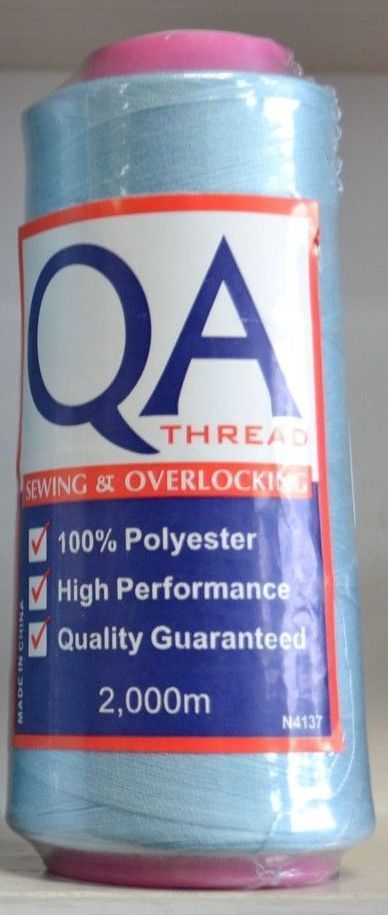 QA
THREAD
SEWING & OVERLOCKING
100% Polyester
High Performance
Quality Guaranteed
MADE IN CHINA
2,000m
N4137